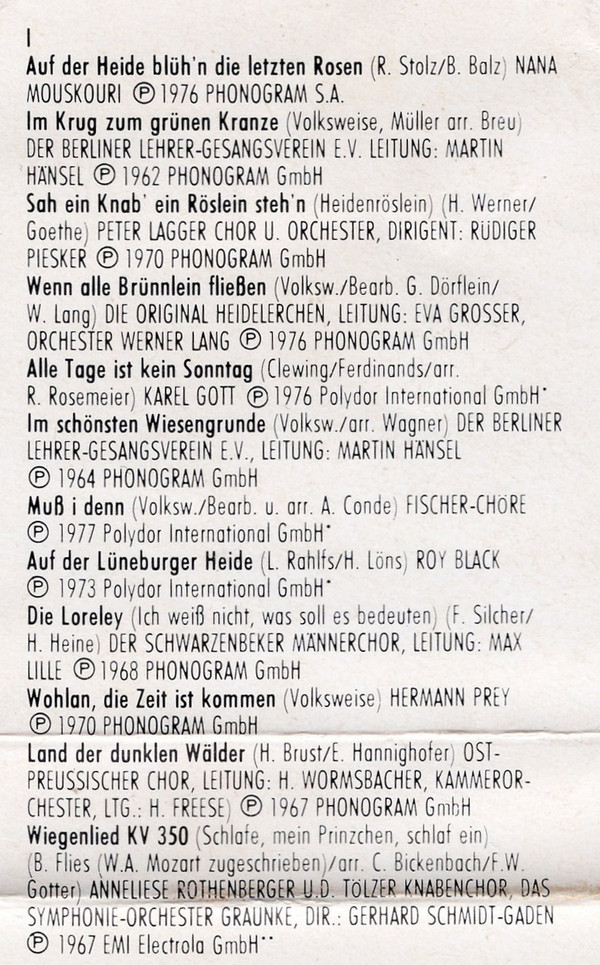 I
Auf der Heide blüh'n die letzten Rosen (R. Stolz/B. Balz) NANA
MOUSKOURI Ⓟ 1976 PHONOGRAM S.A.
Im Krug zum grünen Kranze (Volksweise, Müller arr. Breu)
DER BERLINER LEHRER-GESANGSVEREIN E.V. LEITUNG: MARTIN
HÄNSEL Ⓟ 1962 PHONOGRAM GmbH
Sah ein Knab' ein Röslein steh'n (Heidenröslein) (H. Werner/
Goethe) PETER LAGGER CHOR U. ORCHESTER, DIRIGENT: RÜDIGER
PIESKER Ⓟ 1970 PHONOGRAM GmbH
Wenn alle Brünnlein fließen (Volksw./Bearb. G. Dörflein/
W. Lang) DIE ORIGINAL HEIDELERCHEN, LEITUNG: EVA GROSSER,
ORCHESTER WERNER LANG Ⓟ 1976 PHONOGRAM GmbH
Alle Tage ist kein Sonntag (Clewing/Ferdinands/arr.
R. Rosemeier) KAREL GOTT Ⓟ 1976 Polydor International GmbH*
Im schönsten Wiesengrunde (Volksw./arr. Wagner) DER BERLINER
LEHRER-GESANGSVEREIN E.V., LEITUNG: MARTIN HÄNSEL
Ⓟ 1964 PHONOGRAM GmbH
Muß i denn (Volksw./Bearb. u. arr. A. Conde) FISCHER-CHÖRE
Ⓟ 1977 Polydor International GmbH*
Auf der Lüneburger Heide (L. Rahlfs/H. Löns) ROY BLACK
Ⓟ 1973 Polydor International GmbH*
Die Loreley (Ich weiß nicht, was soll es bedeuten) (F. Silcher/
H. Heine) DER SCHWARZENBEKER MÄNNERCHOR, LEITUNG: MAX
LILLE Ⓟ 1968 PHONOGRAM GmbH
Wohlan, die Zeit ist kommen (Volksweise) HERMANN PREY
Ⓟ 1970 PHONOGRAM GmbH
Land der dunklen Wälder (H. Brust/E. Hannighofer) OST-
PREUSSISCHER CHOR, LEITUNG: H. WORMSBACHER, KAMMEROR-
CHESTER, LTG.: H. FREESE) Ⓟ 1967 PHONOGRAM GmbH
Wiegenlied KV 350 (Schlafe, mein Prinzchen, schlaf ein)
(B. Flies (W.A. Mozart zugeschrieben)/arr. C. Bickenbach/F.W.
Gotter) ANNELIESE ROTHENBERGER U.D. TÖLZER KNABENCHOR, DAS
SYMPHONIE-ORCHESTER GRAUNKE, DIR.: GERHARD SCHMIDT-GADEN
Ⓟ 1967 EMI Electrola GmbH**